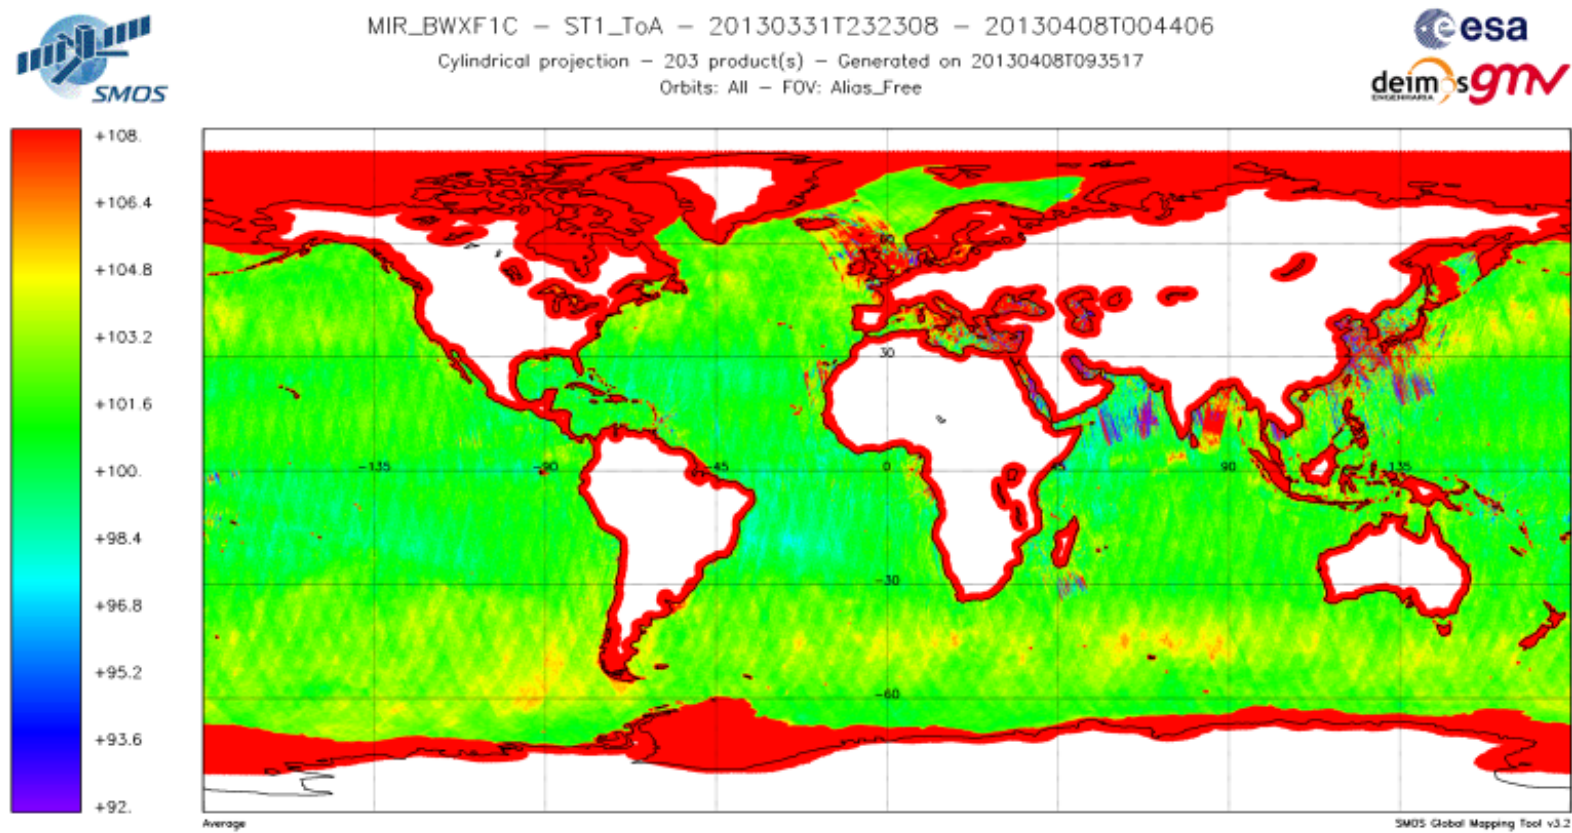 MIR_BWXF1C – ST1_ToA – 20130331T232308 – 20130408T004406
Cylindrical projection – 203 product(s) – Generated on 20130408T093517
Orbits: All – FOV: Alias_Free
SMOS
esa
deimos
ENGENHARIA
gmv
+108.
+106.4
+104.8
+103.2
+101.6
+100.
+98.4
+96.8
+95.2
+93.6
+92.
60
30
-135
-90
-45
0
45
90
135
-30
-60
Average
SMOS Global Mapping Tool v3.2